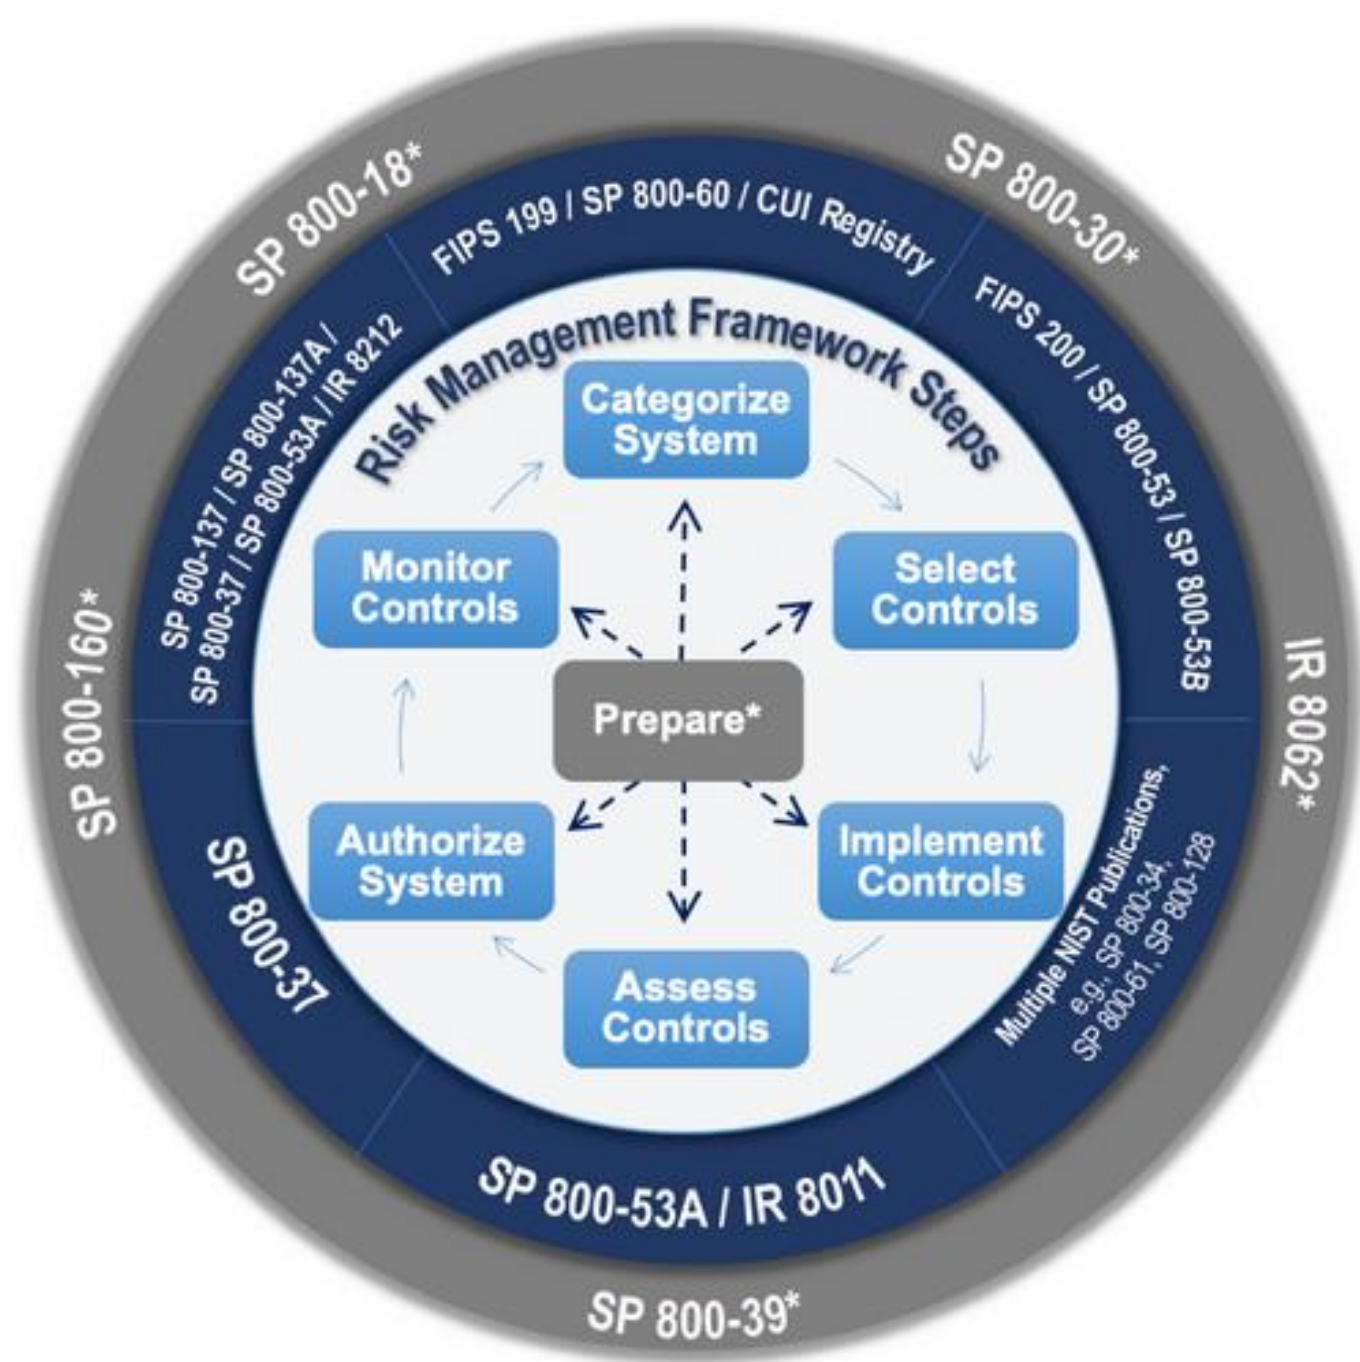 SP 800-18*
SP 800-30*
IR 8062*
SP 800-39*
SP 800-160*
FIPS 199 / SP 800-60 / CUI Registry
FIPS 200 / SP 800-53 / SP 800-53B
Multiple NIST Publications,
e.g., SP 800-34,
SP 800-61, SP 800-128
SP 800-53A / IR 8011
SP 800-37
SP 800-137 / SP 800-137A /
SP 800-37 / SP 800-53A / IR 8212
Risk Management Framework Steps
Categorize
System
Select
Controls
Implement
Controls
Assess
Controls
Authorize
System
Monitor
Controls
Prepare*